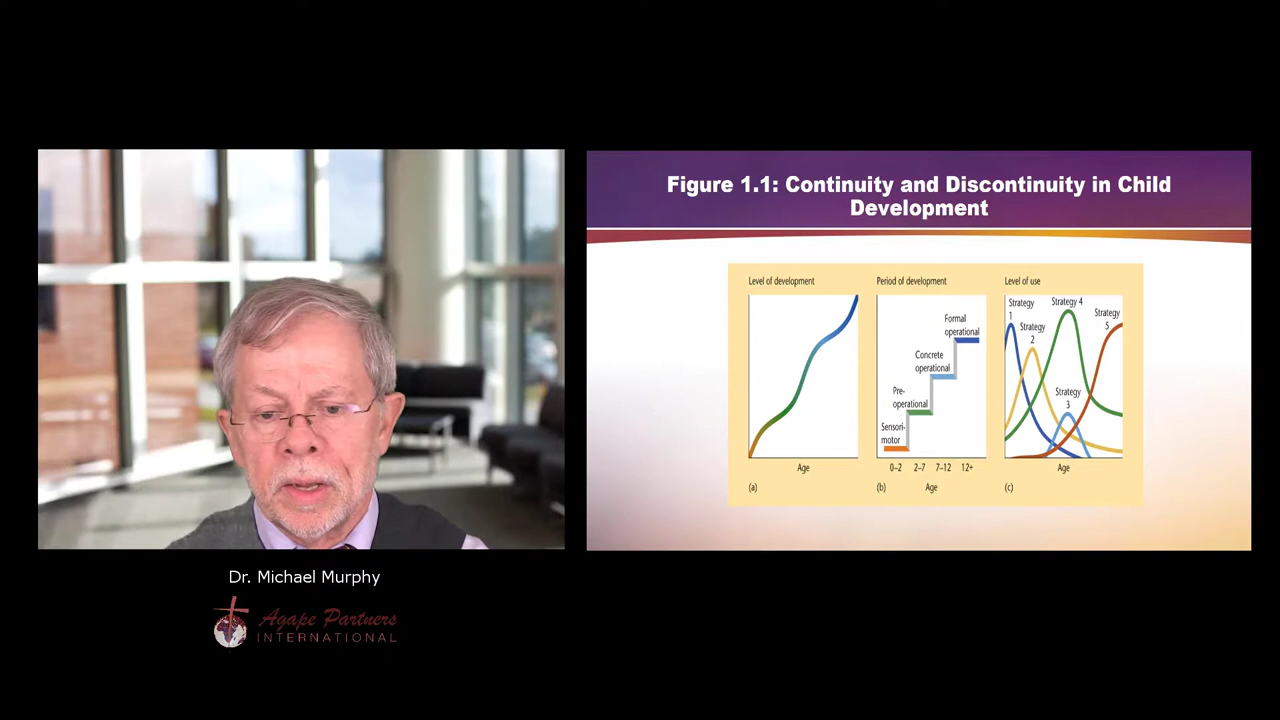 Figure 1.1: Continuity and Discontinuity in Child
Development
Level of development
Age
(a)
Period of development
Formal
operational
Concrete
operational
Pre-
operational
Sensori-
motor
0–2 2–7 7–12 12+
(b) Age
Level of use
Strategy
1
Strategy
2
Strategy 4
Strategy
5
Strategy
3
Age
(c)
Dr. Michael Murphy
Agape Partners
INTERNATIONAL